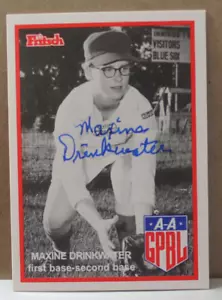 Fritsch
VISITORS
BLUE SOX
Maxine
Drinkwater
MAXINE DRINKWATER
first base-second base
A-A
GPBL